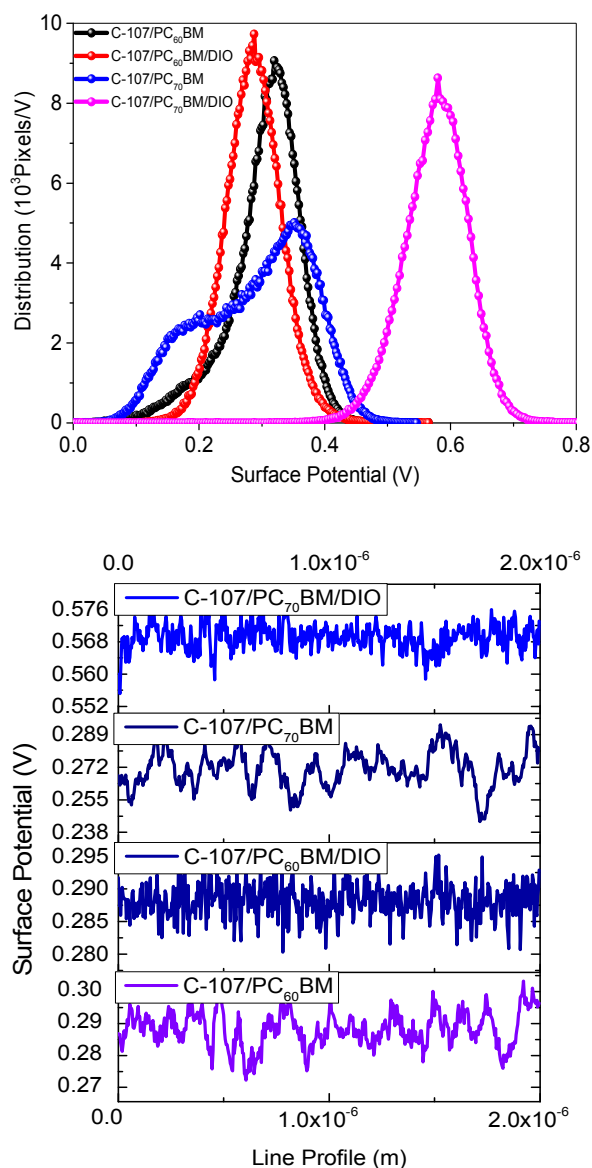 C-107/PC60BM
C-107/PC60BM/DIO
C-107/PC70BM
C-107/PC70BM/DIO
Distribution (10³Pixels/V)
10
8
6
4
2
0
0.0 0.2 0.4 0.6 0.8
Surface Potential (V)
0.0 1.0x10⁻⁶ 2.0x10⁻⁶
C-107/PC70BM/DIO
0.576
0.568
0.560
0.552
C-107/PC70BM
0.289
0.272
0.255
0.238
C-107/PC60BM/DIO
0.295
0.290
0.285
0.280
C-107/PC60BM
0.30
0.29
0.28
0.27
Surface Potential (V)
0.0 1.0x10⁻⁶ 2.0x10⁻⁶
Line Profile (m)